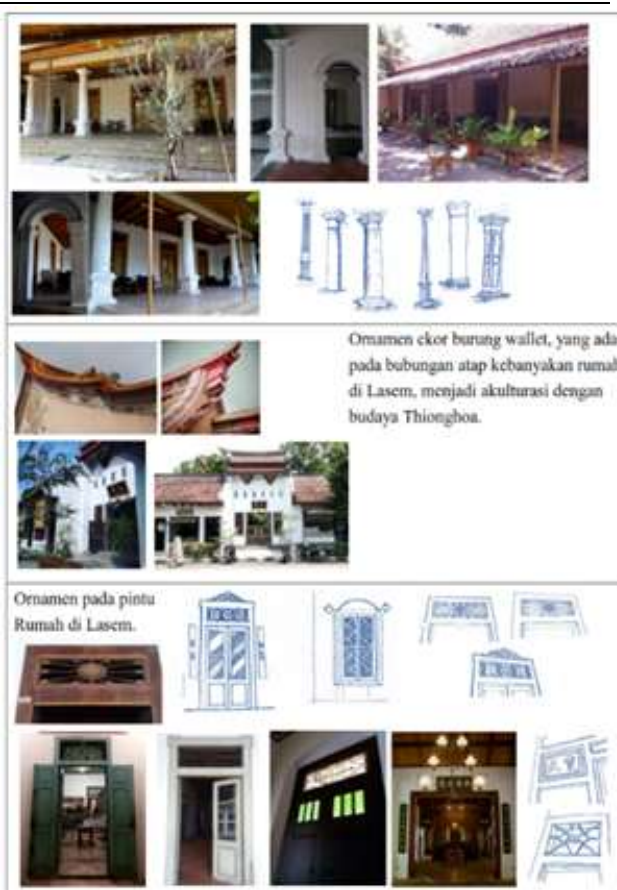 Ornamen ekor burung wallet, yang ada
pada bubungan atap kebanyakan rumah
di Lasem, menjadi akulturasi dengan
budaya Thionghoa.
Ornamen pada pintu
Rumah di Lasem.